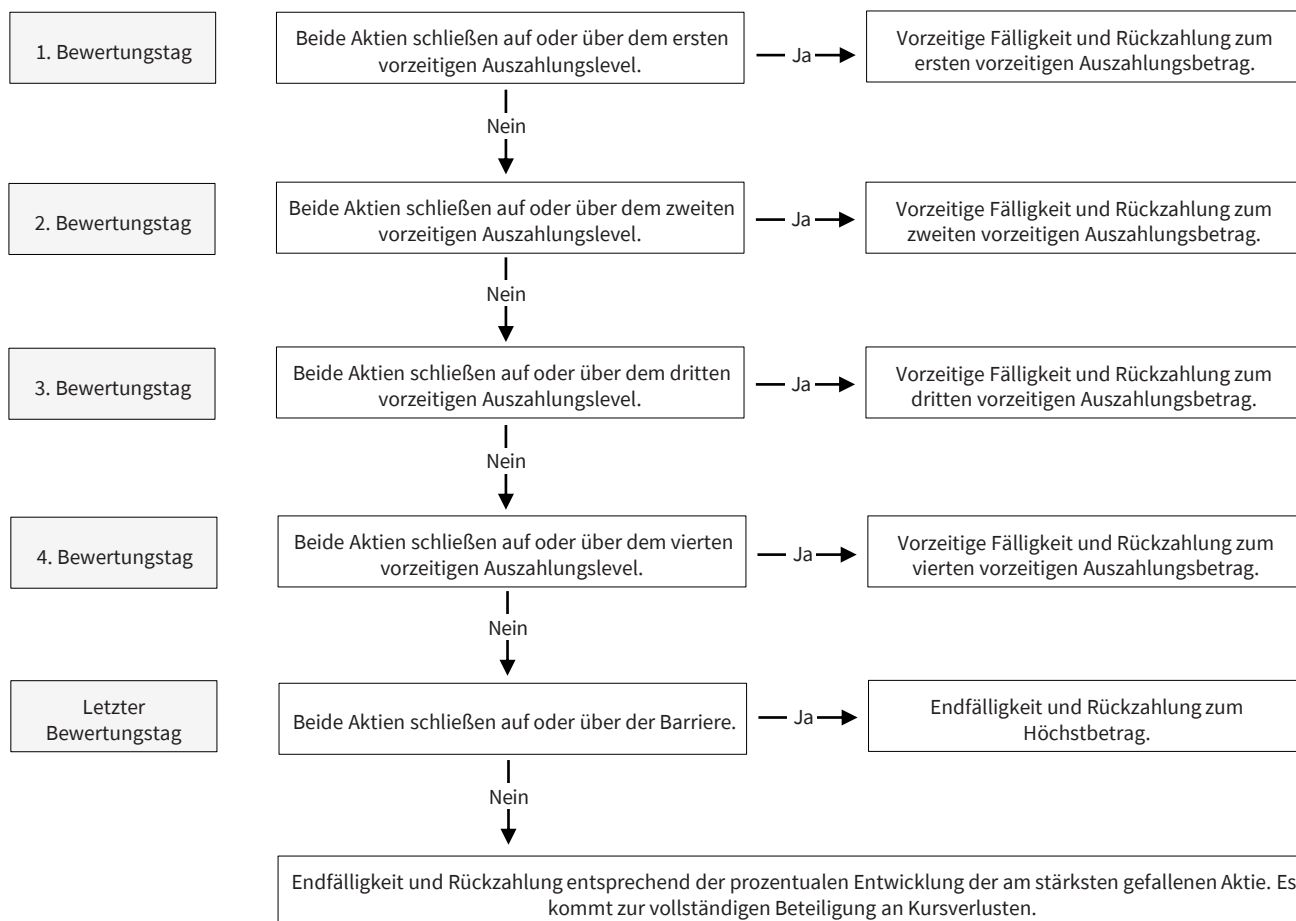 1. Bewertungstag
Beide Aktien schließen auf oder über dem ersten
vorzeitigen Auszahlungslevel.
Ja
Vorzeitige Fälligkeit und Rückzahlung zum
ersten vorzeitigen Auszahlungsbetrag.
Nein
2. Bewertungstag
Beide Aktien schließen auf oder über dem zweiten
vorzeitigen Auszahlungslevel.
Ja
Vorzeitige Fälligkeit und Rückzahlung zum
zweiten vorzeitigen Auszahlungsbetrag.
Nein
3. Bewertungstag
Beide Aktien schließen auf oder über dem dritten
vorzeitigen Auszahlungslevel.
Ja
Vorzeitige Fälligkeit und Rückzahlung zum
dritten vorzeitigen Auszahlungsbetrag.
Nein
4. Bewertungstag
Beide Aktien schließen auf oder über dem vierten
vorzeitigen Auszahlungslevel.
Ja
Vorzeitige Fälligkeit und Rückzahlung zum
vierten vorzeitigen Auszahlungsbetrag.
Nein
Letzter
Bewertungstag
Beide Aktien schließen auf oder über der Barriere.
Ja
Endfälligkeit und Rückzahlung zum
Höchstbetrag.
Nein
Endfälligkeit und Rückzahlung entsprechend der prozentualen Entwicklung der am stärksten gefallenen Aktie. Es
kommt zur vollständigen Beteiligung an Kursverlusten.